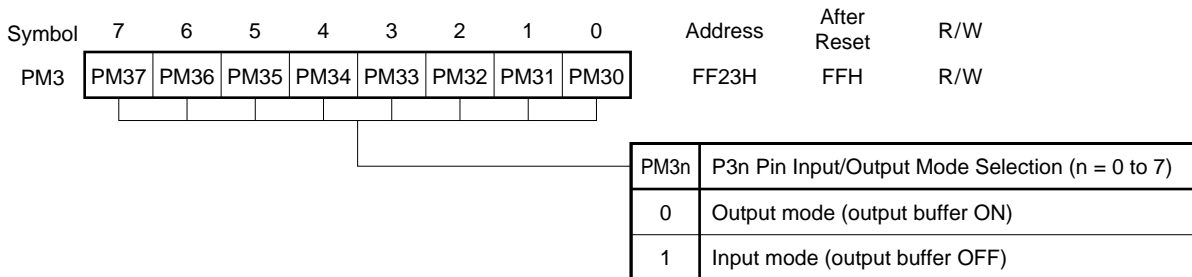 Symbol 7 6 5 4 3 2 1 0 Address After Reset R/W
PM3 PM37 PM36 PM35 PM34 PM33 PM32 PM31 PM30 FF23H FFH R/W
PM3n P3n Pin Input/Output Mode Selection (n = 0 to 7)
0 Output mode (output buffer ON)
1 Input mode (output buffer OFF)